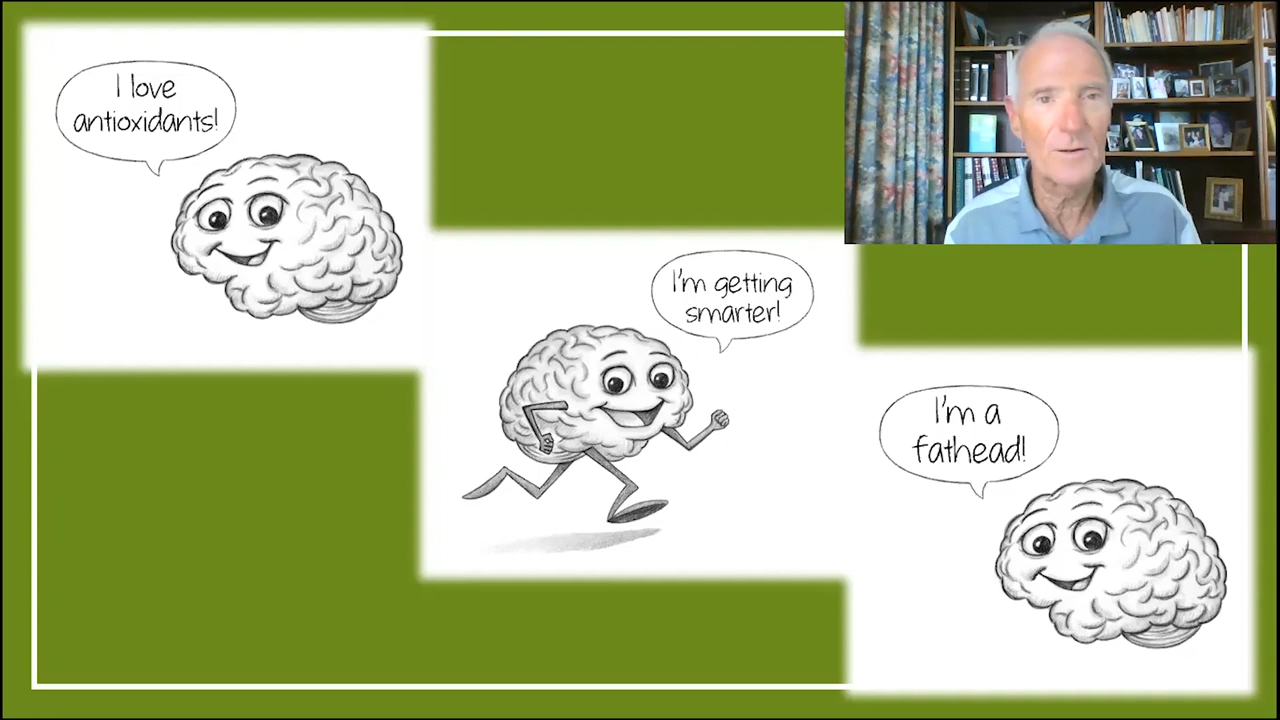 I love
antioxidants!
I'm getting
smarter!
I'm a
fathead!